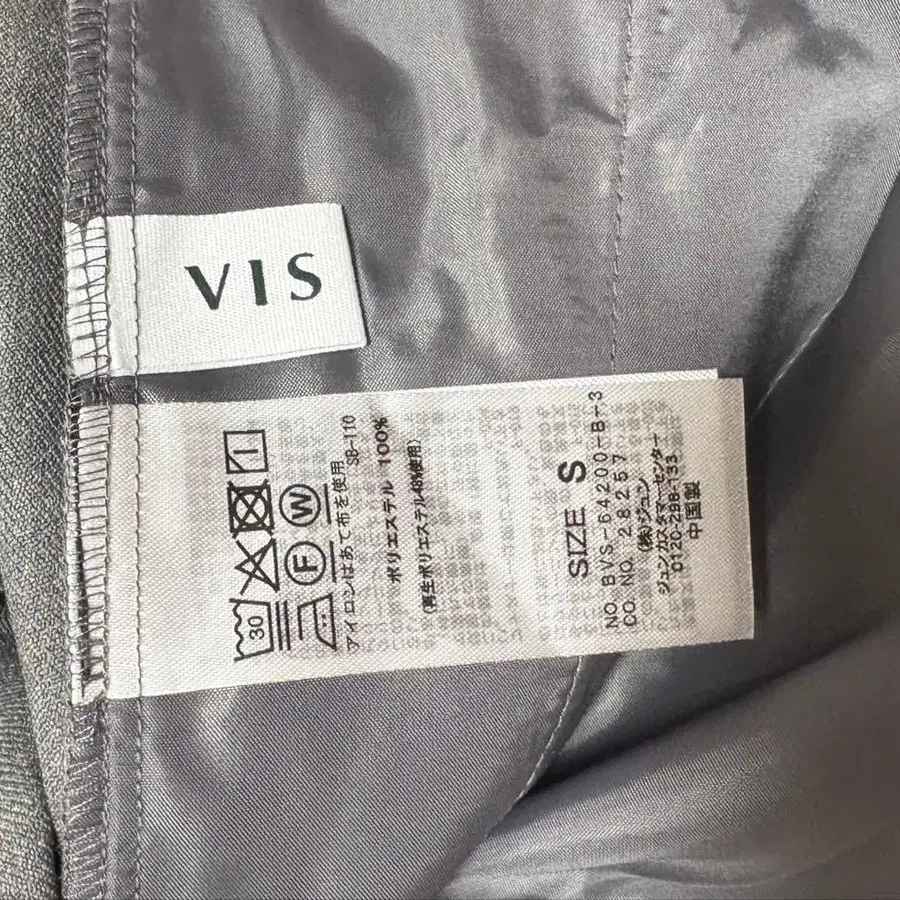 VIS
30
F
W
アイロンはあて布を使用 SB-110
ポリエステル 100%
(再生ポリエステル48%使用)
SIZE S
NO. BVS-64200-B-3
CO. NO. 28257
(株)ジュン
ジュンカスタマーセンター
0120-298-133
中国製